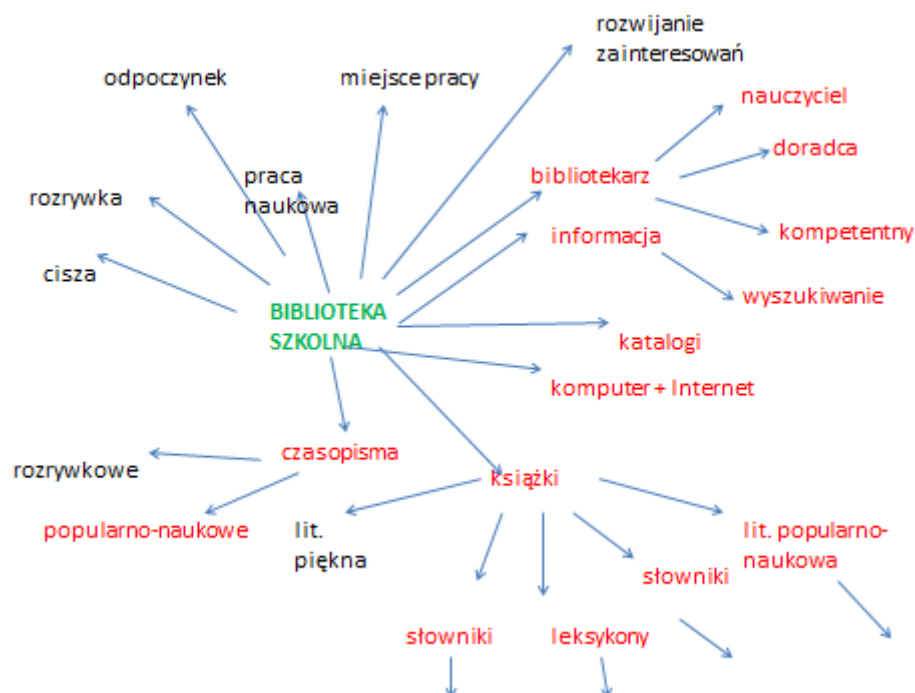 rozwijanie
zainteresowań
odpoczynek
miejsce pracy
nauczyciel
doradca
praca
naukowa
bibliotekarz
rozrywka
informacja
kompetentny
cisza
wyszukiwanie
BIBLIOTEKA
SZKOLNA
katalogi
komputer + Internet
czasopisma
rozrywkowe
książki
popularno-naukowe
lit.
piękna
lit. popularno-
naukowa
słowniki
słowniki
leksykony